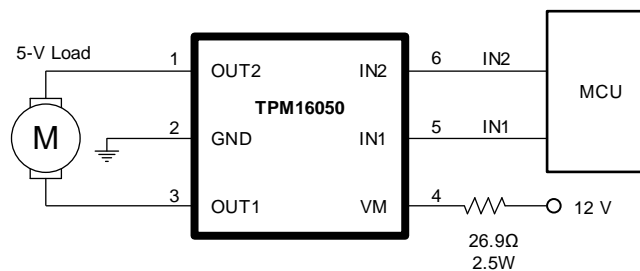 5-V Load
1
OUT2
IN2
6
IN2
MCU
TPM16050
M
2
GND
IN1
5
IN1
3
OUT1
VM
4
12 V
26.9Ω
2.5W